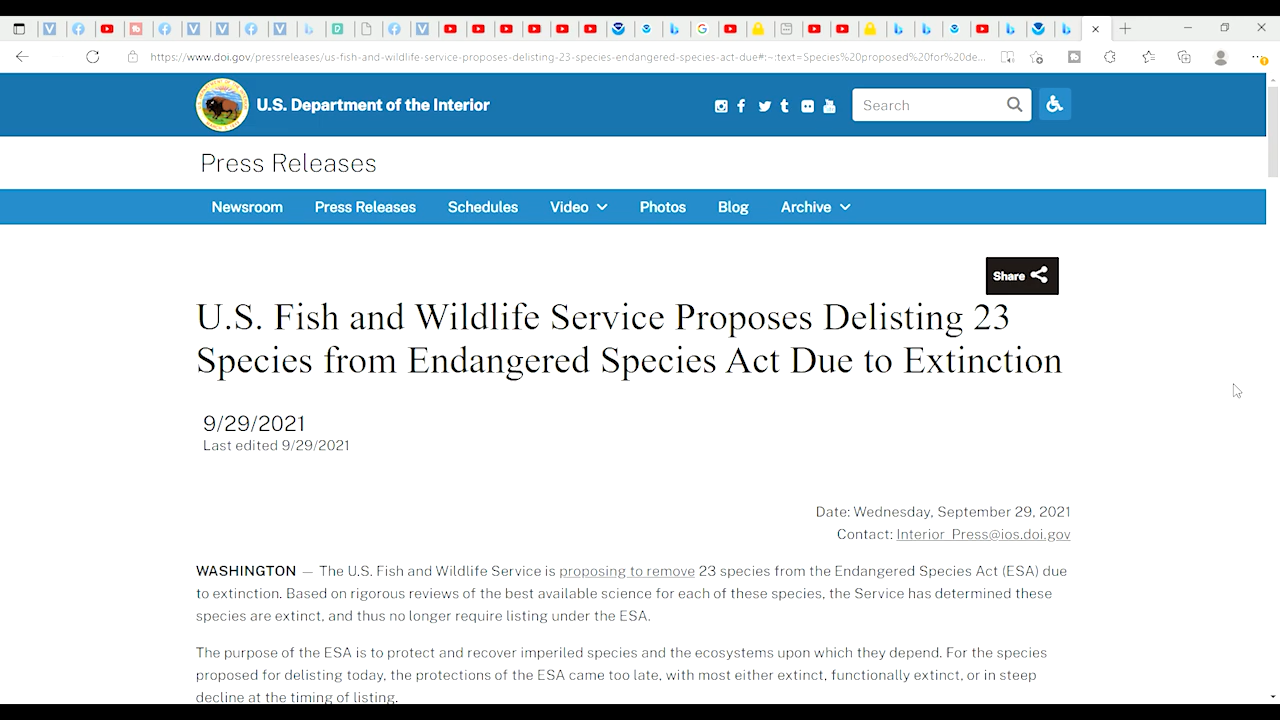 https://www.doi.gov/pressreleases/us-fish-and-wildlife-service-proposes-delisting-23-species-endangered-species-act-due#:~:text=Species%20proposed%20for%20de...
U.S. Department of the Interior
Search
Press Releases
Newsroom Press Releases Schedules Video Photos Blog Archive
Share
U.S. Fish and Wildlife Service Proposes Delisting 23
Species from Endangered Species Act Due to Extinction
9/29/2021
Last edited 9/29/2021
Date: Wednesday, September 29, 2021
Contact: Interior_Press@ios.doi.gov
WASHINGTON — The U.S. Fish and Wildlife Service is proposing to remove 23 species from the Endangered Species Act (ESA) due
to extinction. Based on rigorous reviews of the best available science for each of these species, the Service has determined these
species are extinct, and thus no longer require listing under the ESA.
The purpose of the ESA is to protect and recover imperiled species and the ecosystems upon which they depend. For the species
proposed for delisting today, the protections of the ESA came too late, with most either extinct, functionally extinct, or in steep
decline at the timing of listing.